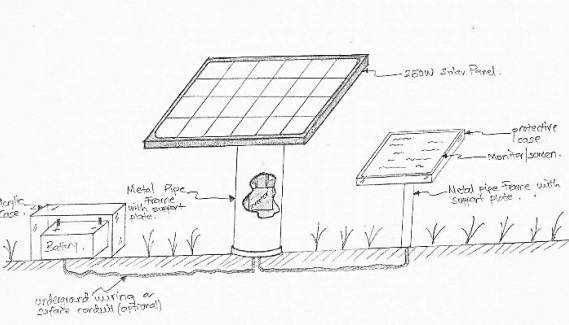 250W Solar Panel.
protective
case
Monitor/screen.
Metal pipe Frame with
support plate.
Metal Pipe
Frame
with support
plate.
case.
Battery.
underground wiring or
surface conduit (optional)